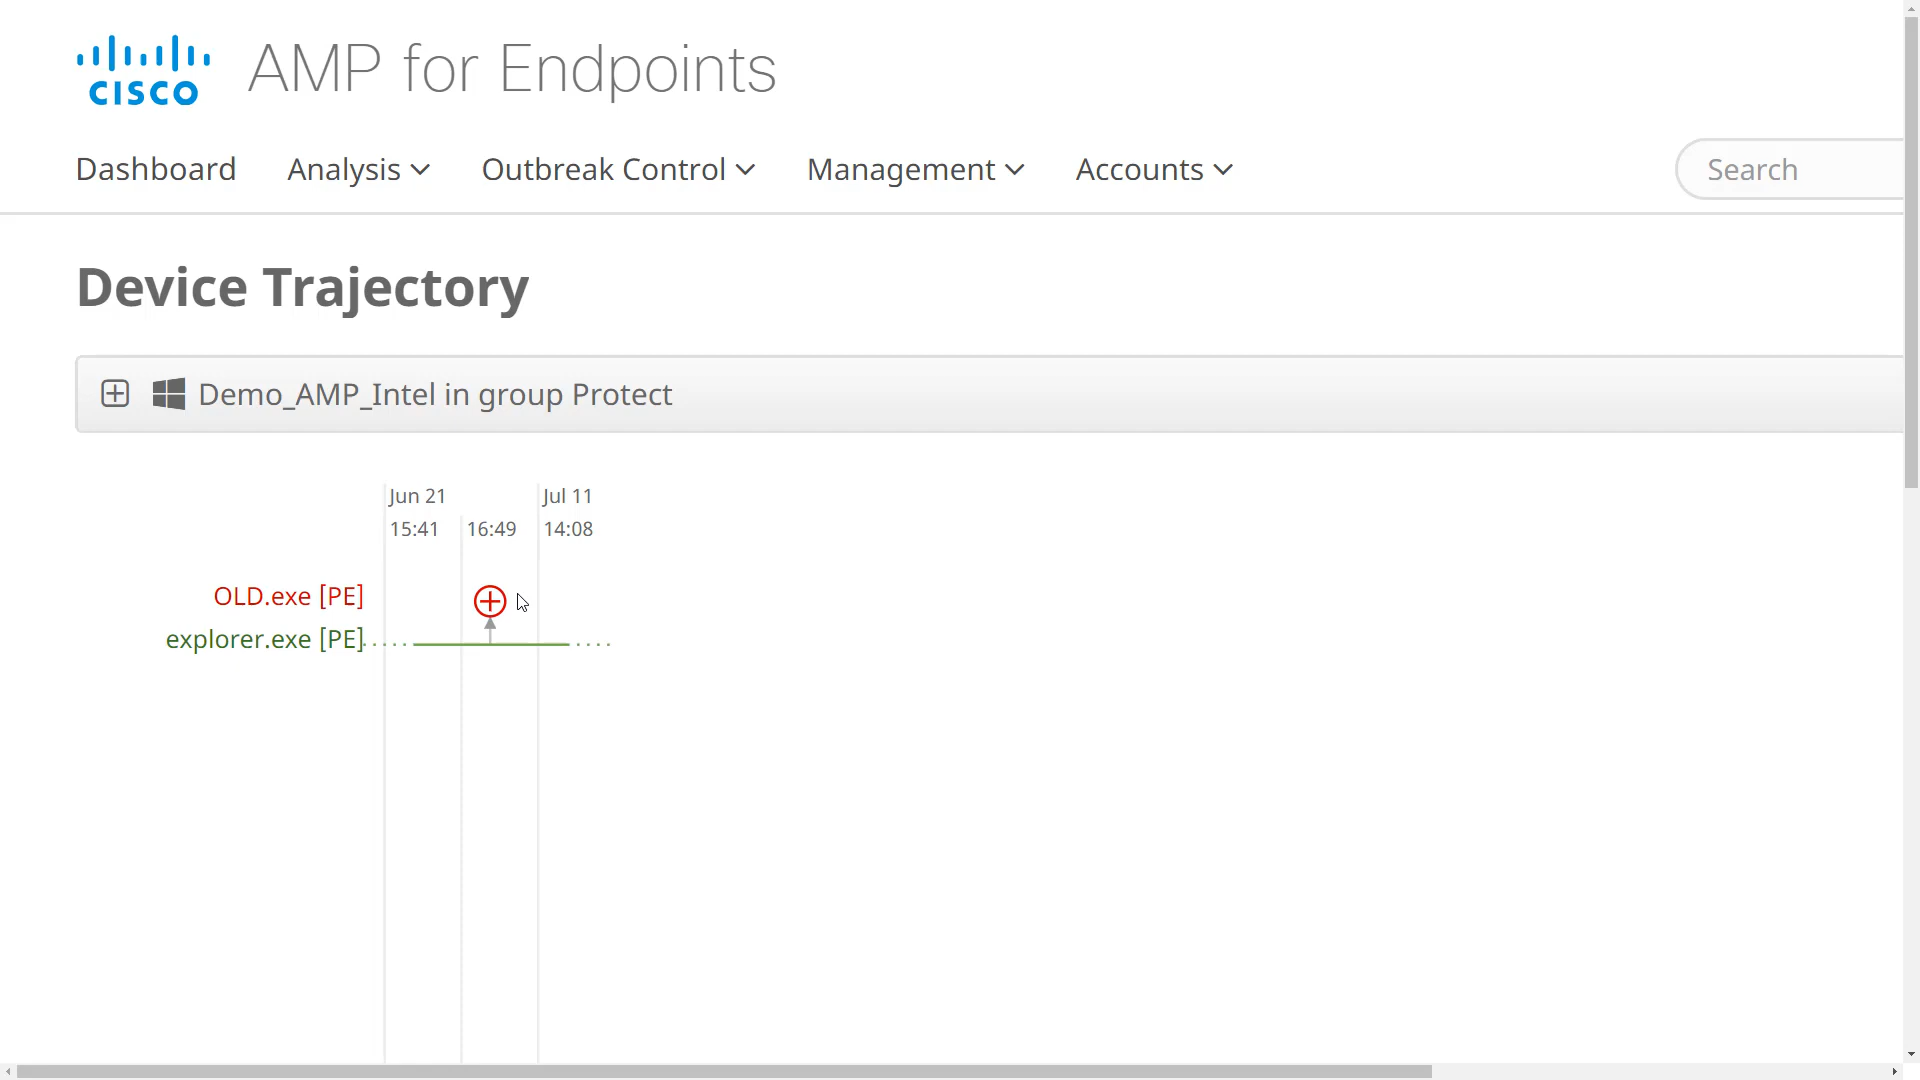 CISCO AMP for Endpoints
Dashboard Analysis Outbreak Control Management Accounts Search
Device Trajectory
Demo_AMP_Intel in group Protect
Jun 21 Jul 11
15:41 16:49 14:08
OLD.exe [PE]
explorer.exe [PE]